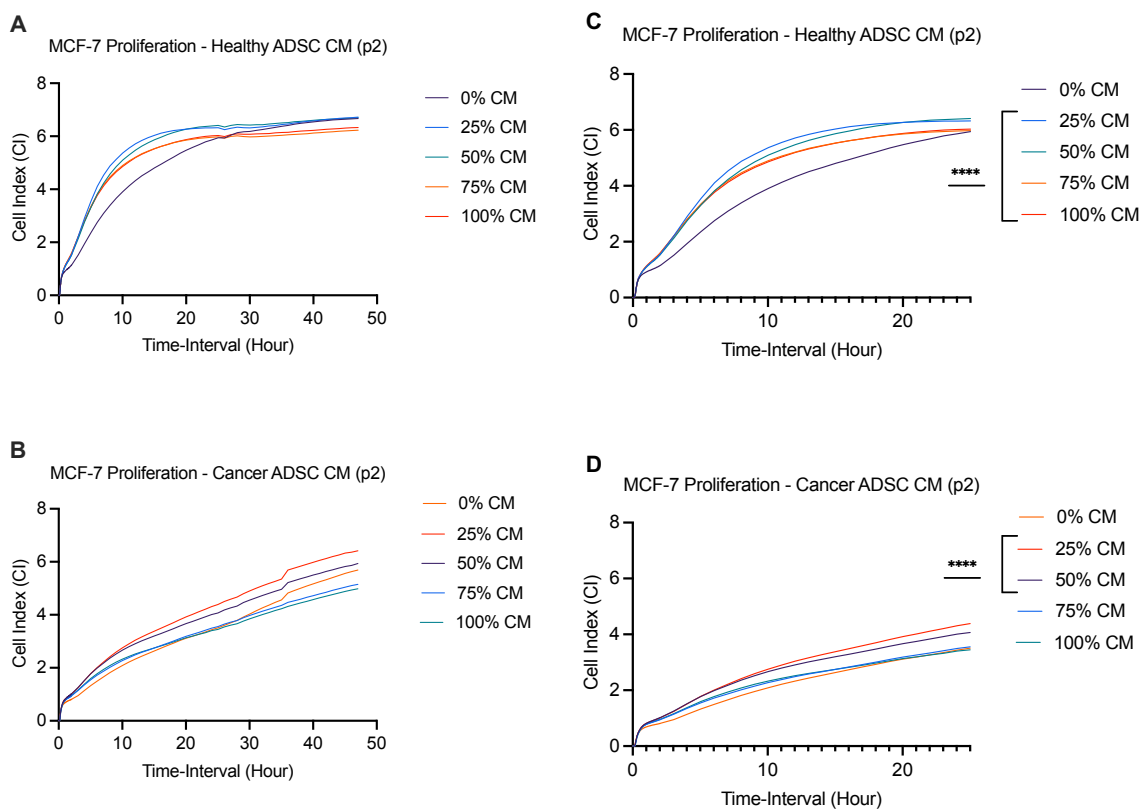 A
MCF-7 Proliferation - Healthy ADSC CM (p2)
Cell Index (CI)
8
6
4
2
0
0 10 20 30 40 50
Time-Interval (Hour)
0% CM
25% CM
50% CM
75% CM
100% CM
C
MCF-7 Proliferation - Healthy ADSC CM (p2)
Cell Index (CI)
8
6
4
2
0
0 10 20
Time-Interval (Hour)
****
0% CM
25% CM
50% CM
75% CM
100% CM
B
MCF-7 Proliferation - Cancer ADSC CM (p2)
Cell Index (CI)
8
6
4
2
0
0 10 20 30 40 50
Time-Interval (Hour)
0% CM
25% CM
50% CM
75% CM
100% CM
D
MCF-7 Proliferation - Cancer ADSC CM (p2)
Cell Index (CI)
8
6
4
2
0
0 10 20
Time-Interval (Hour)
****
0% CM
25% CM
50% CM
75% CM
100% CM